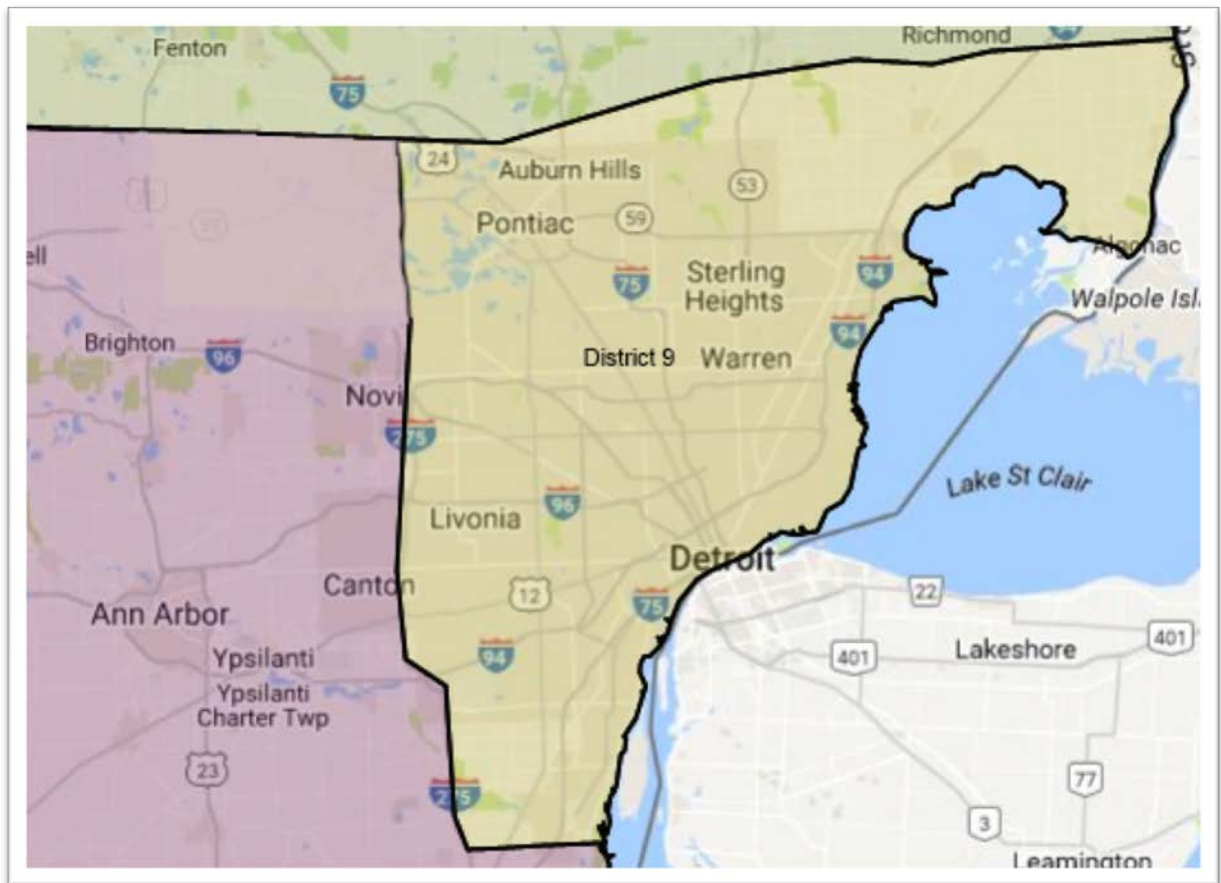 Fenton
Richmond
94
75
24
Auburn Hills
53
Pontiac
59
ell
75
Sterling
Heights
94
Algonac
Walpole Isl
Brighton
96
District 9
Warren
94
Novi
275
Lake St Clair
Livonia
96
Detroit
Canton
12
75
22
Ann Arbor
94
401
Lakeshore
401
Ypsilanti
Ypsilanti
Charter Twp
23
275
77
3
Leamington